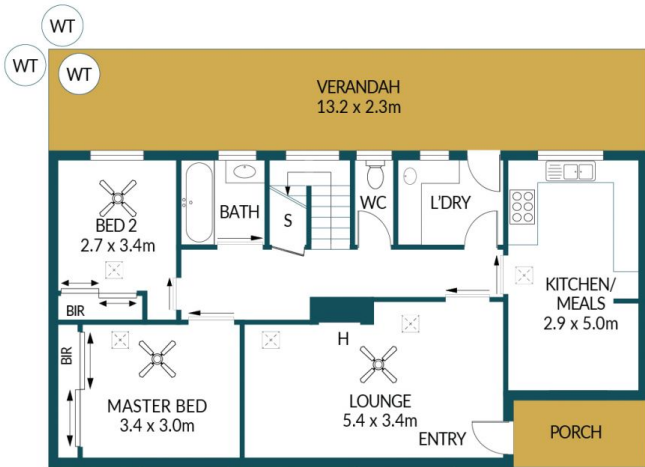 WT
WT
WT
VERANDAH
13.2 x 2.3m
BED 2
2.7 x 3.4m
BATH
S
WC
L'DRY
KITCHEN/
MEALS
2.9 x 5.0m
BIR
BIR
MASTER BED
3.4 x 3.0m
H
LOUNGE
5.4 x 3.4m
ENTRY
PORCH